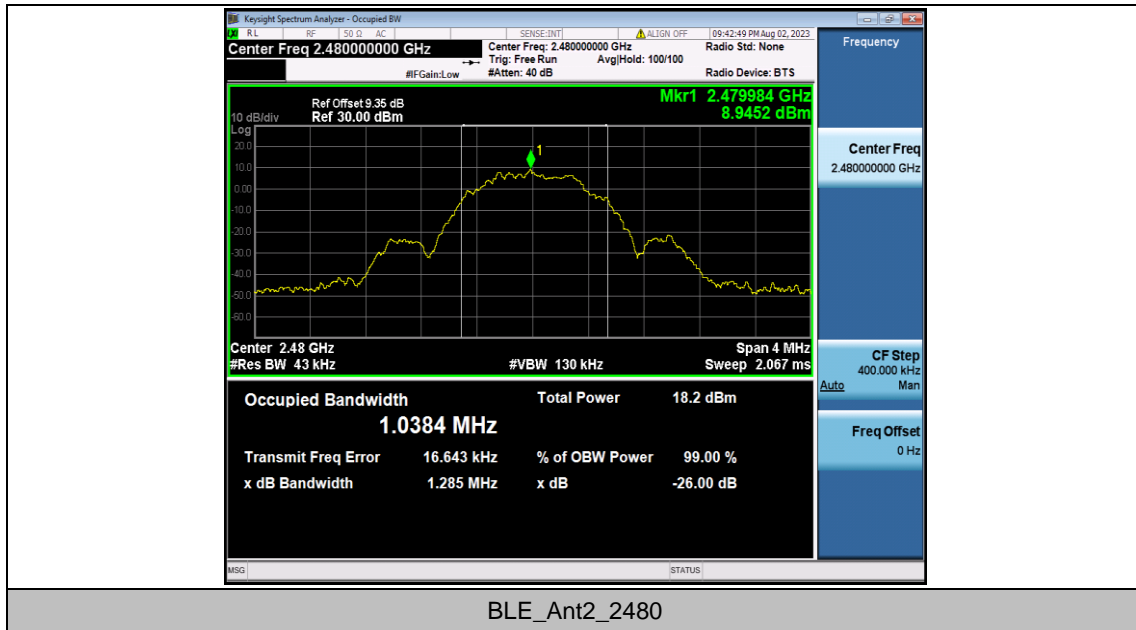 Keysight Spectrum Analyzer - Occupied BW
RL RF 50 Ω AC SENSE:INT ALIGN OFF 09:42:49 PM Aug 02, 2023
Center Freq 2.480000000 GHz
Center Freq: 2.480000000 GHz
Radio Std: None
Trig: Free Run Avg|Hold: 100/100
#IFGain:Low #Atten: 40 dB Radio Device: BTS
Frequency
Mkr1 2.479984 GHz
8.9452 dBm
Ref Offset 9.35 dB
10 dB/div Ref 30.00 dBm
Log
20.0
10.0
0.00
-10.0
-20.0
-30.0
-40.0
-50.0
-60.0
1
Center 2.48 GHz Span 4 MHz
#Res BW 43 kHz #VBW 130 kHz Sweep 2.067 ms
Center Freq
2.480000000 GHz
CF Step
400.000 kHz
Auto Man
Freq Offset
0 Hz
Occupied Bandwidth Total Power 18.2 dBm
1.0384 MHz
Transmit Freq Error 16.643 kHz % of OBW Power 99.00 %
x dB Bandwidth 1.285 MHz x dB -26.00 dB
MSG STATUS
BLE_Ant2_2480